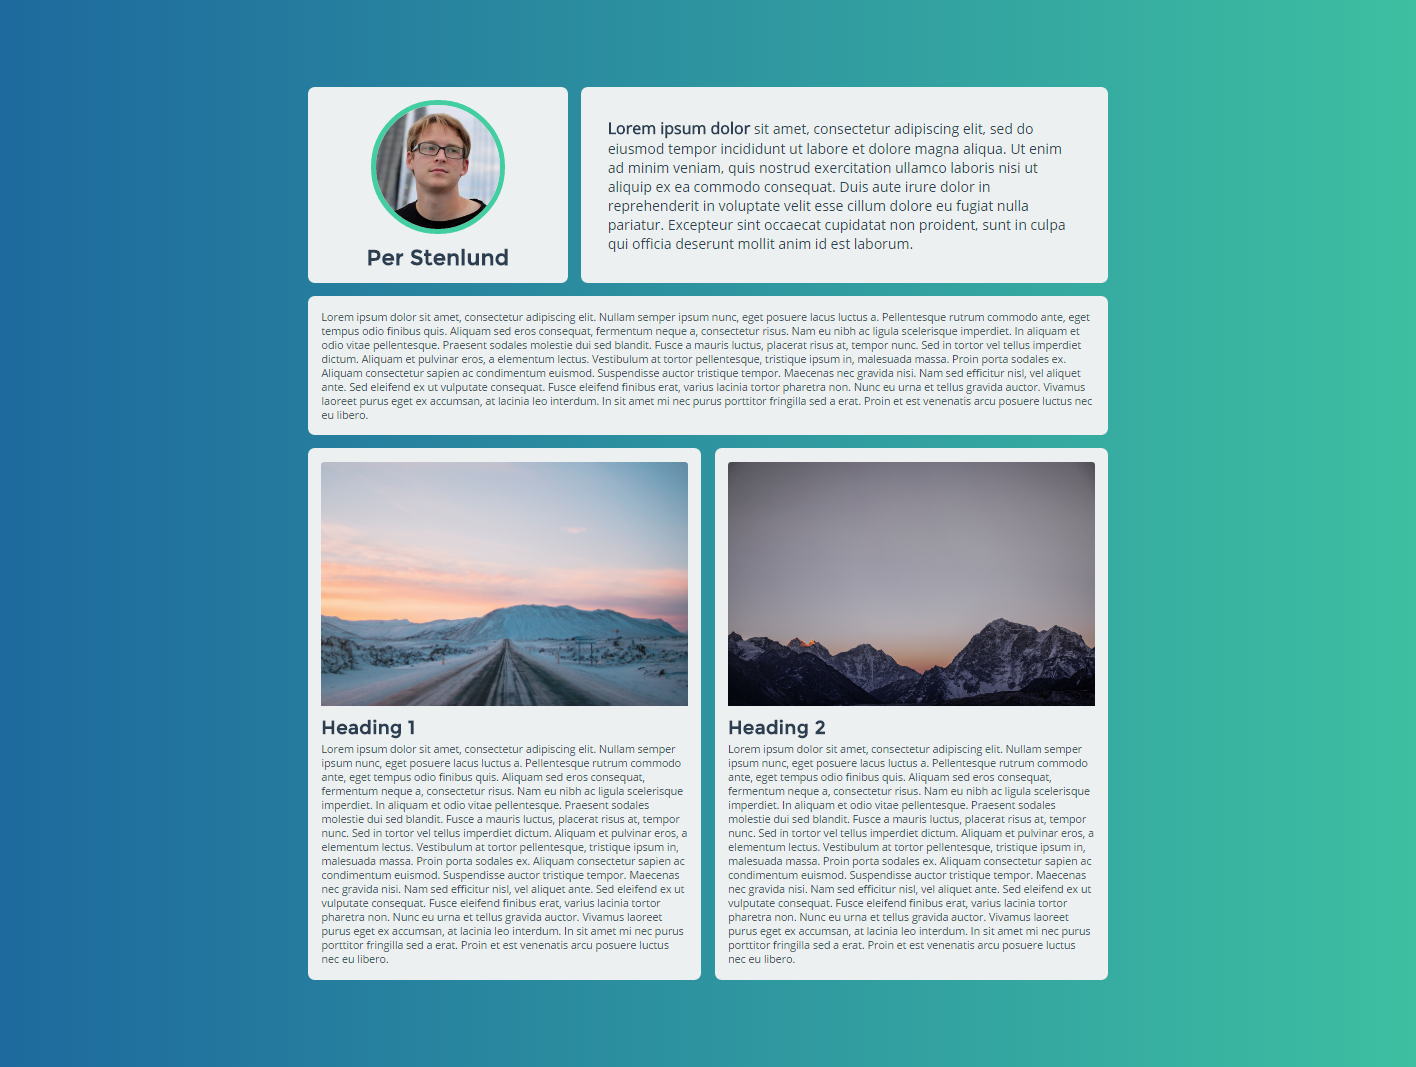 Per Stenlund
Lorem ipsum dolor sit amet, consectetur adipiscing elit, sed do
eiusmod tempor incididunt ut labore et dolore magna aliqua. Ut enim
ad minim veniam, quis nostrud exercitation ullamco laboris nisi ut
aliquip ex ea commodo consequat. Duis aute irure dolor in
reprehenderit in voluptate velit esse cillum dolore eu fugiat nulla
pariatur. Excepteur sint occaecat cupidatat non proident, sunt in culpa
qui officia deserunt mollit anim id est laborum.
Lorem ipsum dolor sit amet, consectetur adipiscing elit. Nullam semper ipsum nunc, eget posuere lacus luctus a. Pellentesque rutrum commodo ante, eget
tempus odio finibus quis. Aliquam sed eros consequat, fermentum neque a, consectetur risus. Nam eu nibh ac ligula scelerisque imperdiet. In aliquam et
odio vitae pellentesque. Praesent sodales molestie dui sed blandit. Fusce a mauris luctus, placerat risus at, tempor nunc. Sed in tortor vel tellus imperdiet
dictum. Aliquam et pulvinar eros, a elementum lectus. Vestibulum at tortor pellentesque, tristique ipsum in, malesuada massa. Proin porta sodales ex.
Aliquam consectetur sapien ac condimentum euismod. Suspendisse auctor tristique tempor. Maecenas nec gravida nisi. Nam sed efficitur nisl, vel aliquet
ante. Sed eleifend ex ut vulputate consequat. Fusce eleifend finibus erat, varius lacinia tortor pharetra non. Nunc eu urna et tellus gravida auctor. Vivamus
laoreet purus eget ex accumsan, at lacinia leo interdum. In sit amet mi nec purus porttitor fringilla sed a erat. Proin et est venenatis arcu posuere luctus nec
eu libero.
Heading 1
Lorem ipsum dolor sit amet, consectetur adipiscing elit. Nullam semper
ipsum nunc, eget posuere lacus luctus a. Pellentesque rutrum commodo
ante, eget tempus odio finibus quis. Aliquam sed eros consequat,
fermentum neque a, consectetur risus. Nam eu nibh ac ligula scelerisque
imperdiet. In aliquam et odio vitae pellentesque. Praesent sodales
molestie dui sed blandit. Fusce a mauris luctus, placerat risus at, tempor
nunc. Sed in tortor vel tellus imperdiet dictum. Aliquam et pulvinar eros, a
elementum lectus. Vestibulum at tortor pellentesque, tristique ipsum in,
malesuada massa. Proin porta sodales ex. Aliquam consectetur sapien ac
condimentum euismod. Suspendisse auctor tristique tempor. Maecenas
nec gravida nisi. Nam sed efficitur nisl, vel aliquet ante. Sed eleifend ex ut
vulputate consequat. Fusce eleifend finibus erat, varius lacinia tortor
pharetra non. Nunc eu urna et tellus gravida auctor. Vivamus laoreet
purus eget ex accumsan, at lacinia leo interdum. In sit amet mi nec purus
porttitor fringilla sed a erat. Proin et est venenatis arcu posuere luctus
nec eu libero.
Heading 2
Lorem ipsum dolor sit amet, consectetur adipiscing elit. Nullam semper
ipsum nunc, eget posuere lacus luctus a. Pellentesque rutrum commodo
ante, eget tempus odio finibus quis. Aliquam sed eros consequat,
fermentum neque a, consectetur risus. Nam eu nibh ac ligula scelerisque
imperdiet. In aliquam et odio vitae pellentesque. Praesent sodales
molestie dui sed blandit. Fusce a mauris luctus, placerat risus at, tempor
nunc. Sed in tortor vel tellus imperdiet dictum. Aliquam et pulvinar eros, a
elementum lectus. Vestibulum at tortor pellentesque, tristique ipsum in,
malesuada massa. Proin porta sodales ex. Aliquam consectetur sapien ac
condimentum euismod. Suspendisse auctor tristique tempor. Maecenas
nec gravida nisi. Nam sed efficitur nisl, vel aliquet ante. Sed eleifend ex ut
vulputate consequat. Fusce eleifend finibus erat, varius lacinia tortor
pharetra non. Nunc eu urna et tellus gravida auctor. Vivamus laoreet
purus eget ex accumsan, at lacinia leo interdum. In sit amet mi nec purus
porttitor fringilla sed a erat. Proin et est venenatis arcu posuere luctus
nec eu libero.